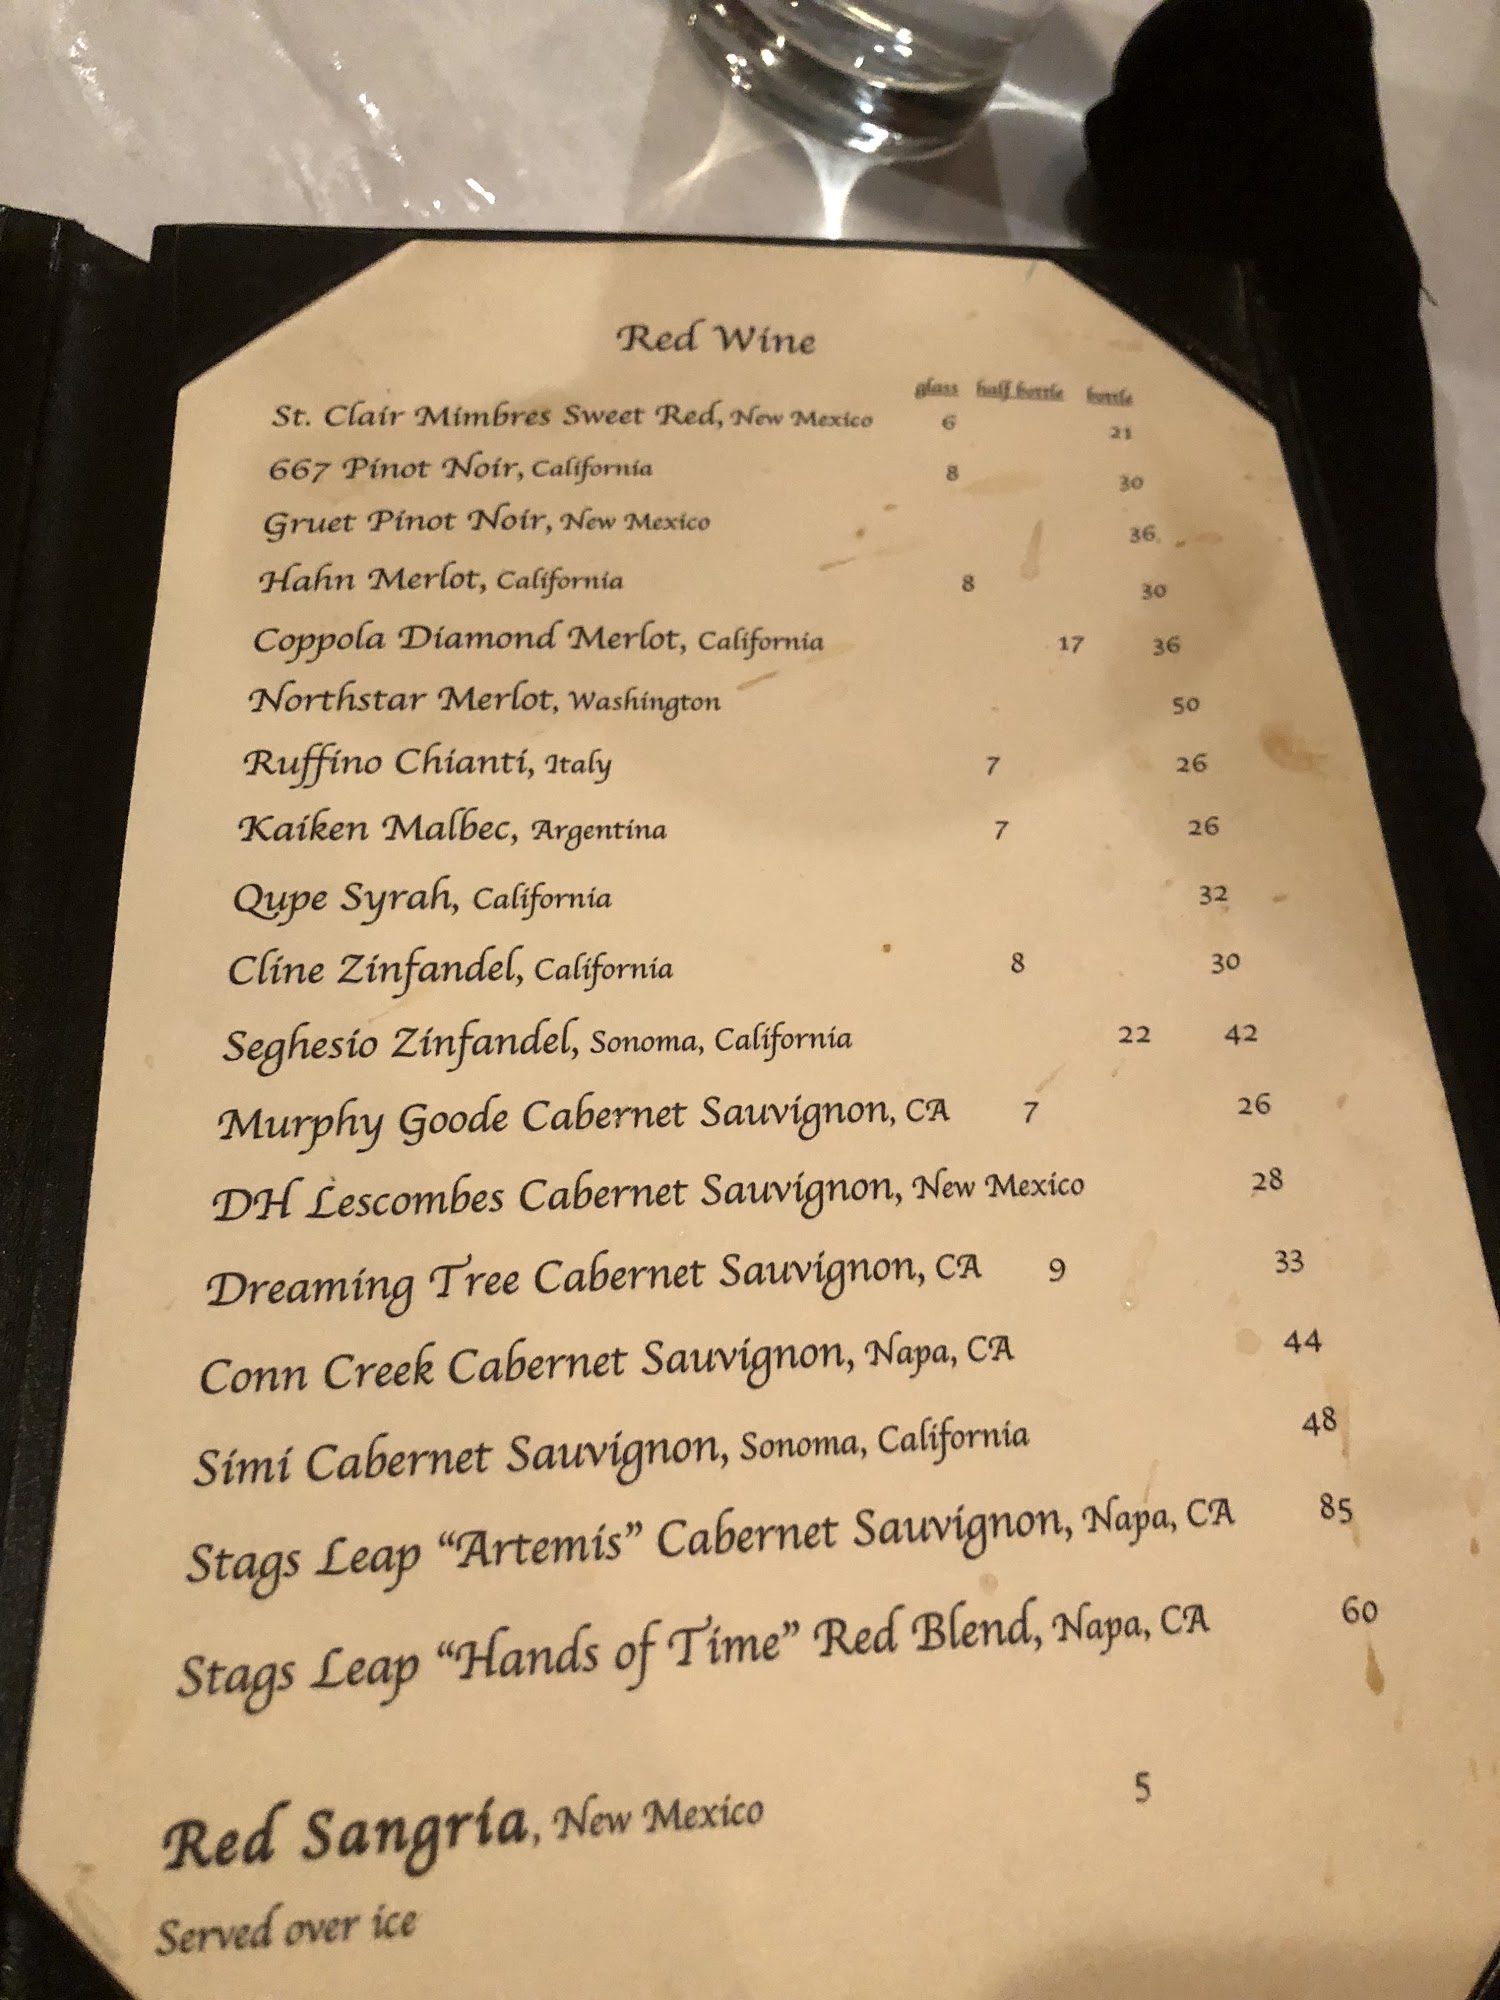 Red Wine
glass half bottle bottle
St. Clair Mimbres Sweet Red, New Mexico 6 21
667 Pinot Noir, California 8 30
Gruet Pinot Noir, New Mexico 36
Hahn Merlot, California 8 30
Coppola Diamond Merlot, California 17 36
Northstar Merlot, Washington 50
Ruffino Chianti, Italy 7 26
Kaiken Malbec, Argentina 7 26
Qupe Syrah, California 32
Cline Zinfandel, California 8 30
Seghesio Zinfandel, Sonoma, California 22 42
Murphy Goode Cabernet Sauvignon, CA 7 26
DH Lescombes Cabernet Sauvignon, New Mexico 28
Dreaming Tree Cabernet Sauvignon, CA 9 33
Conn Creek Cabernet Sauvignon, Napa, CA 44
Simi Cabernet Sauvignon, Sonoma, California 48
Stags Leap “Artemis” Cabernet Sauvignon, Napa, CA 85
Stags Leap “Hands of Time” Red Blend, Napa, CA 60
Red Sangria, New Mexico 5
Served over ice